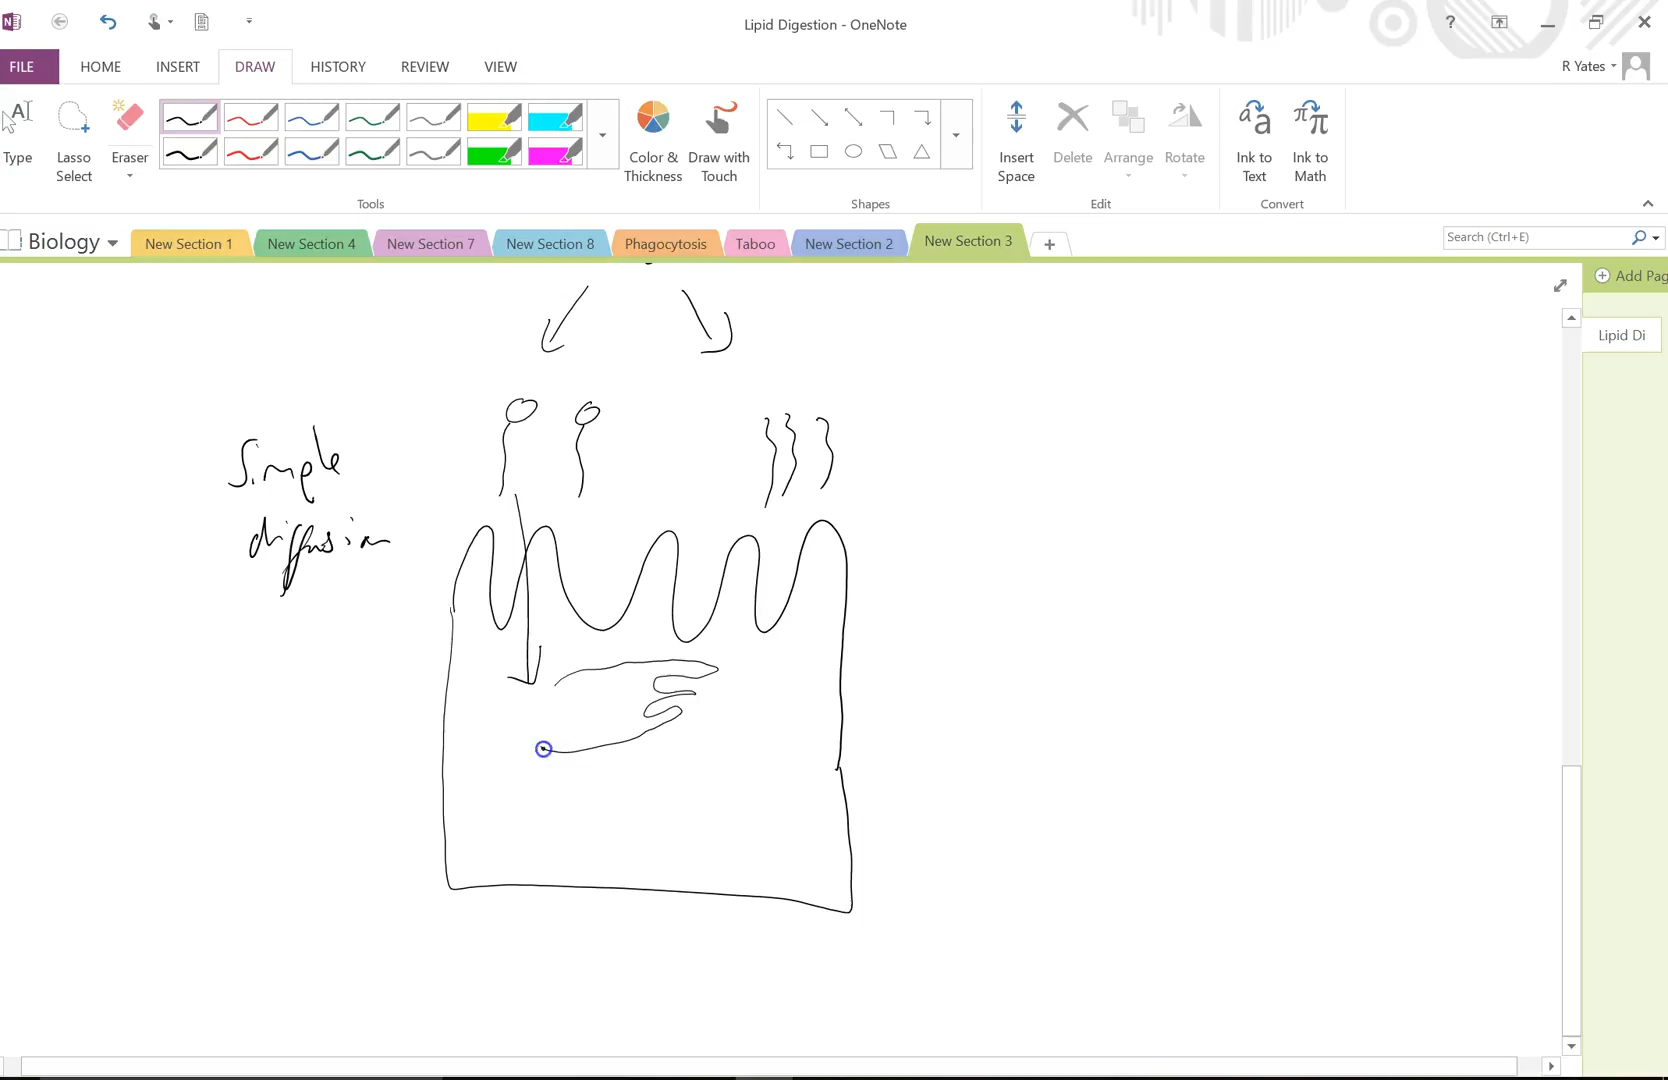 Lipid Digestion - OneNote
?
FILE
HOME
INSERT
DRAW
HISTORY
REVIEW
VIEW
R Yates
A
Type
Lasso
Select
Eraser
Color &
Thickness
Draw with
Touch
Insert
Space
Delete
Arrange
Rotate
Ink to
Text
Ink to
Math
Tools
Shapes
Edit
Convert
Biology
New Section 1
New Section 4
New Section 7
New Section 8
Phagocytosis
Taboo
New Section 2
New Section 3
Search (Ctrl+E)
Add Pag
Lipid Di
Simple
diffusion